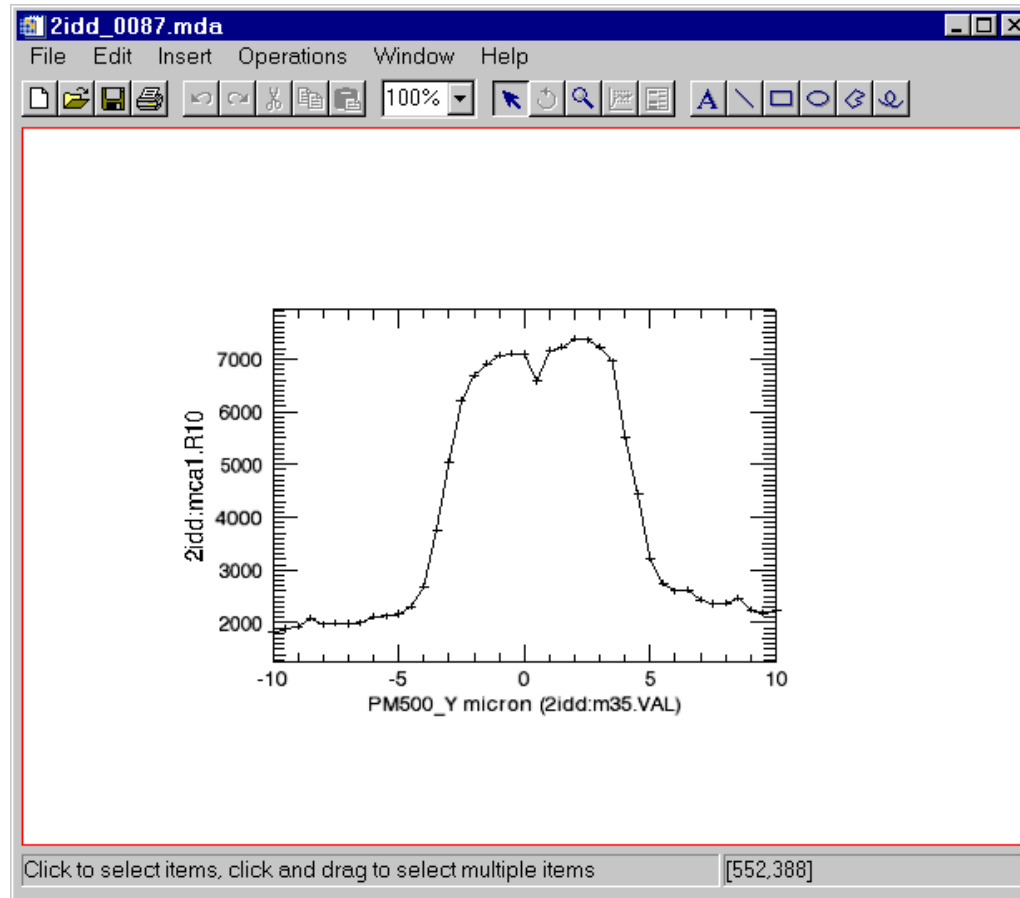 2idd_0087.mda
File Edit Insert Operations Window Help
100%
A
7000
6000
5000
4000
3000
2000
2idd:mca1.R10
-10 -5 0 5 10
PM500_Y micron (2idd:m35.VAL)
Click to select items, click and drag to select multiple items [552,388]